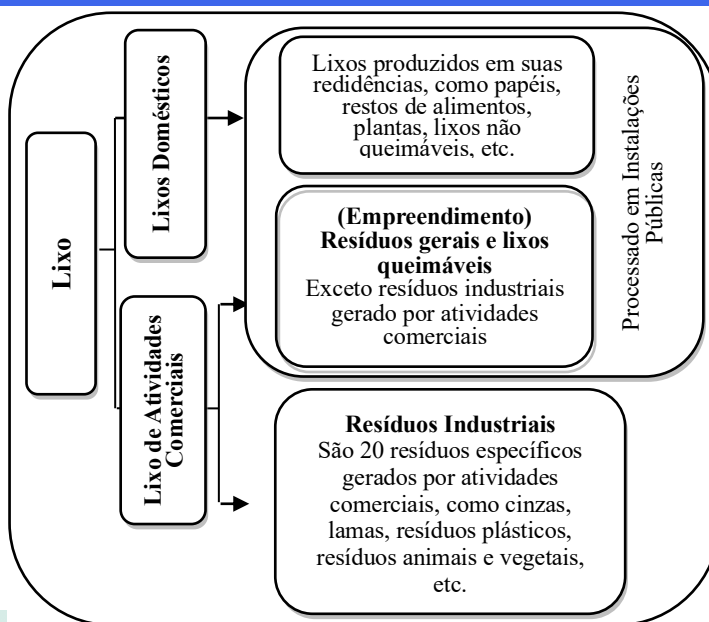 Lixo
Lixos Domésticos
Lixos produzidos em suas
redidências, como papéis,
restos de alimentos,
plantas, lixos não
queimáveis, etc.
(Empreendimento)
Resíduos gerais e lixos
queimáveis
Exceto resíduos industriais
gerado por atividades
comerciais
Processado em Instalações
Públicas
Lixo de Atividades
Comerciais
Resíduos Industriais
São 20 resíduos específicos
gerados por atividades
comerciais, como cinzas,
lamas, resíduos plásticos,
resíduos animais e vegetais,
etc.